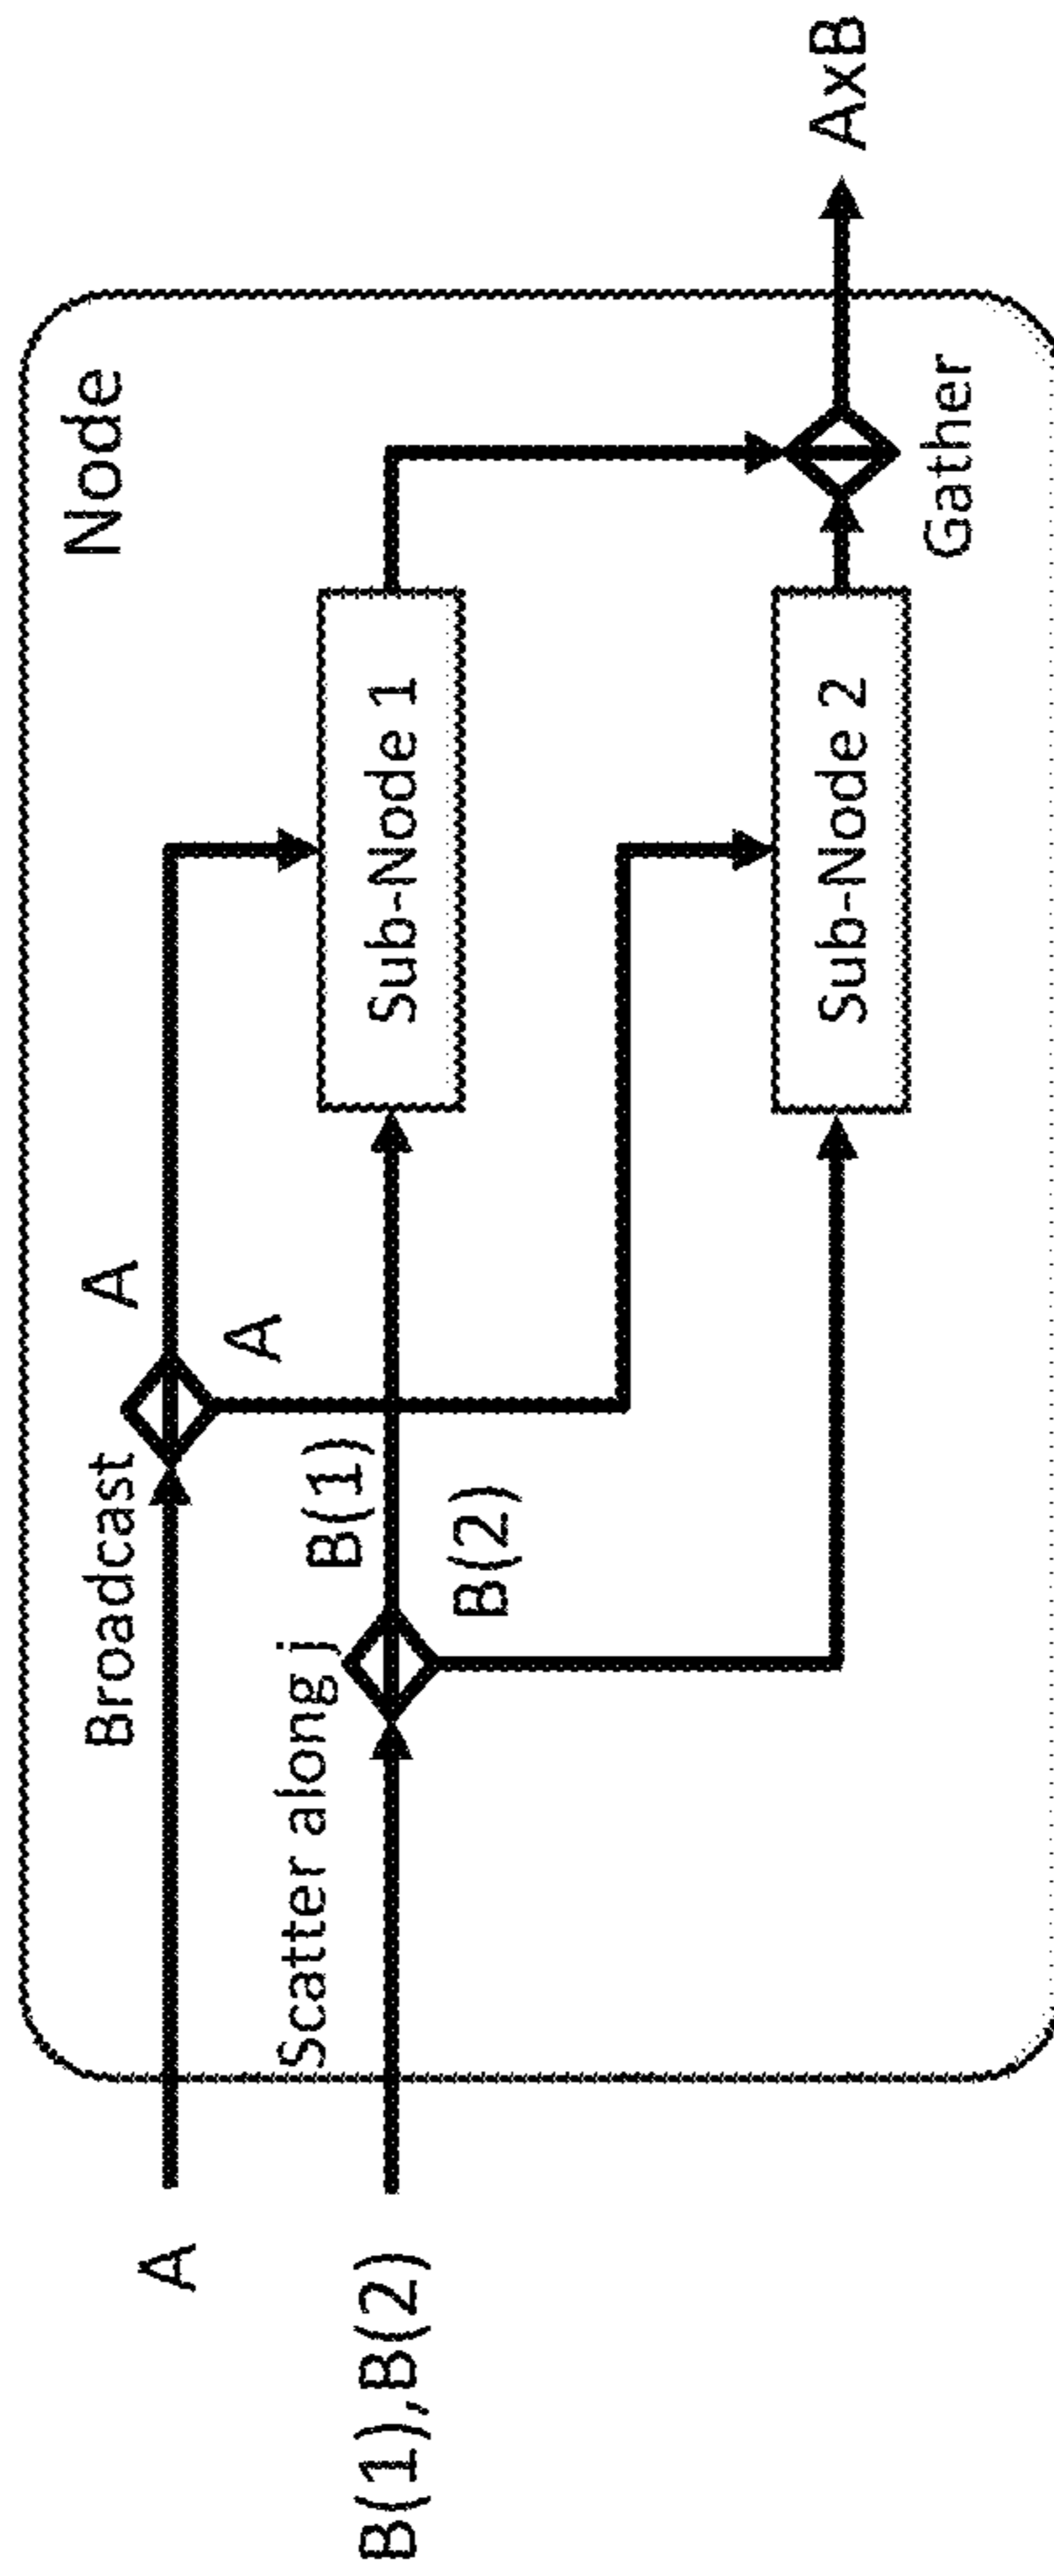 Node
Broadcast
A
A
A
Scatter along j
B(1)
B(1),B(2)
B(2)
Sub-Node 1
Sub-Node 2
AxB
Gather